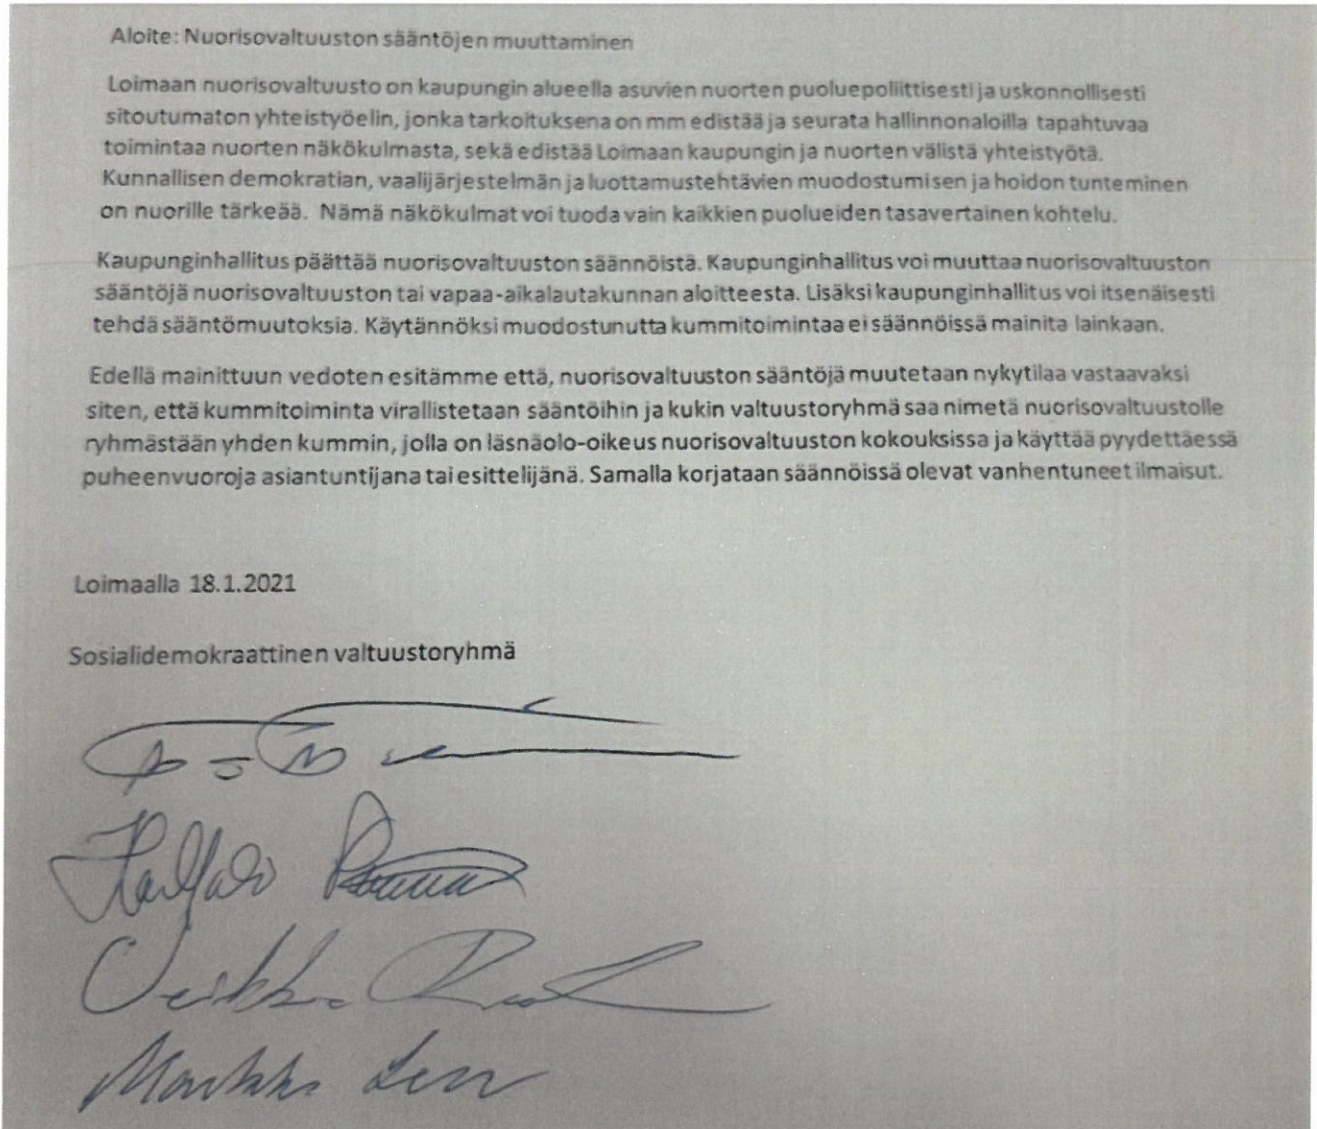 Aloite: Nuorisovaltuuston sääntöjen muuttaminen
Loimaan nuorisovaltuusto on kaupungin alueella asuvien nuorten puoluepoliittisesti ja uskonnollisesti
sitoutumaton yhteistyöelin, jonka tarkoituksena on mm edistää ja seurata hallinnonaloilla tapahtuvaa
toimintaa nuorten näkökulmasta, sekä edistää Loimaan kaupungin ja nuorten välistä yhteistyötä.
Kunnallisen demokratian, vaalijärjestelmän ja luottamustehtävien muodostumisen ja hoidon tunteminen
on nuorille tärkeää. Nämä näkökulmat voi tuoda vain kaikkien puolueiden tasavertainen kohtelu.
Kaupunginhallitus päättää nuorisovaltuuston säännöistä. Kaupunginhallitus voi muuttaa nuorisovaltuuston
sääntöjä nuorisovaltuuston tai vapaa-aikalautakunnan aloitteesta. Lisäksi kaupunginhallitus voi itsenäisesti
tehdä sääntömuutoksia. Käytännöksi muodostunutta kummitoimintaa ei säännöissä mainita lainkaan.
Edellä mainittuun vedoten esitämme että, nuorisovaltuuston sääntöjä muutetaan nykytilaa vastaavaksi
siten, että kummitoiminta virallistetaan sääntöihin ja kukin valtuustoryhmä saa nimetä nuorisovaltuustolle
ryhmästään yhden kummin, jolla on läsnäolo-oikeus nuorisovaltuuston kokouksissa ja käyttää pyydettäessä
puheenvuoroja asiantuntijana tai esittelijänä. Samalla korjataan säännöissä olevat vanhentuneet ilmaisut.
Loimaalla 18.1.2021
Sosialidemokraattinen valtuustoryhmä
Veikko
Markku